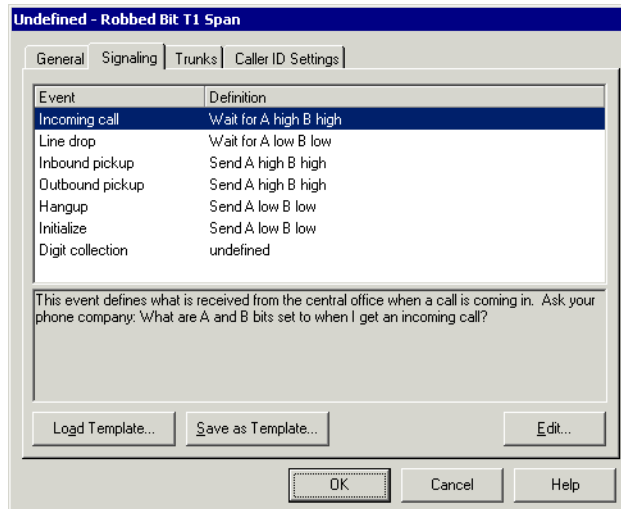 Undefined - Robbed Bit T1 Span
General Signaling Trunks Caller ID Settings
Event Definition
Incoming call Wait for A high B high
Line drop Wait for A low B low
Inbound pickup Send A high B high
Outbound pickup Send A high B high
Hangup Send A low B low
Initialize Send A low B low
Digit collection undefined
This event defines what is received from the central office when a call is coming in. Ask your
phone company: What are A and B bits set to when I get an incoming call?
Load Template... Save as Template... Edit...
OK Cancel Help